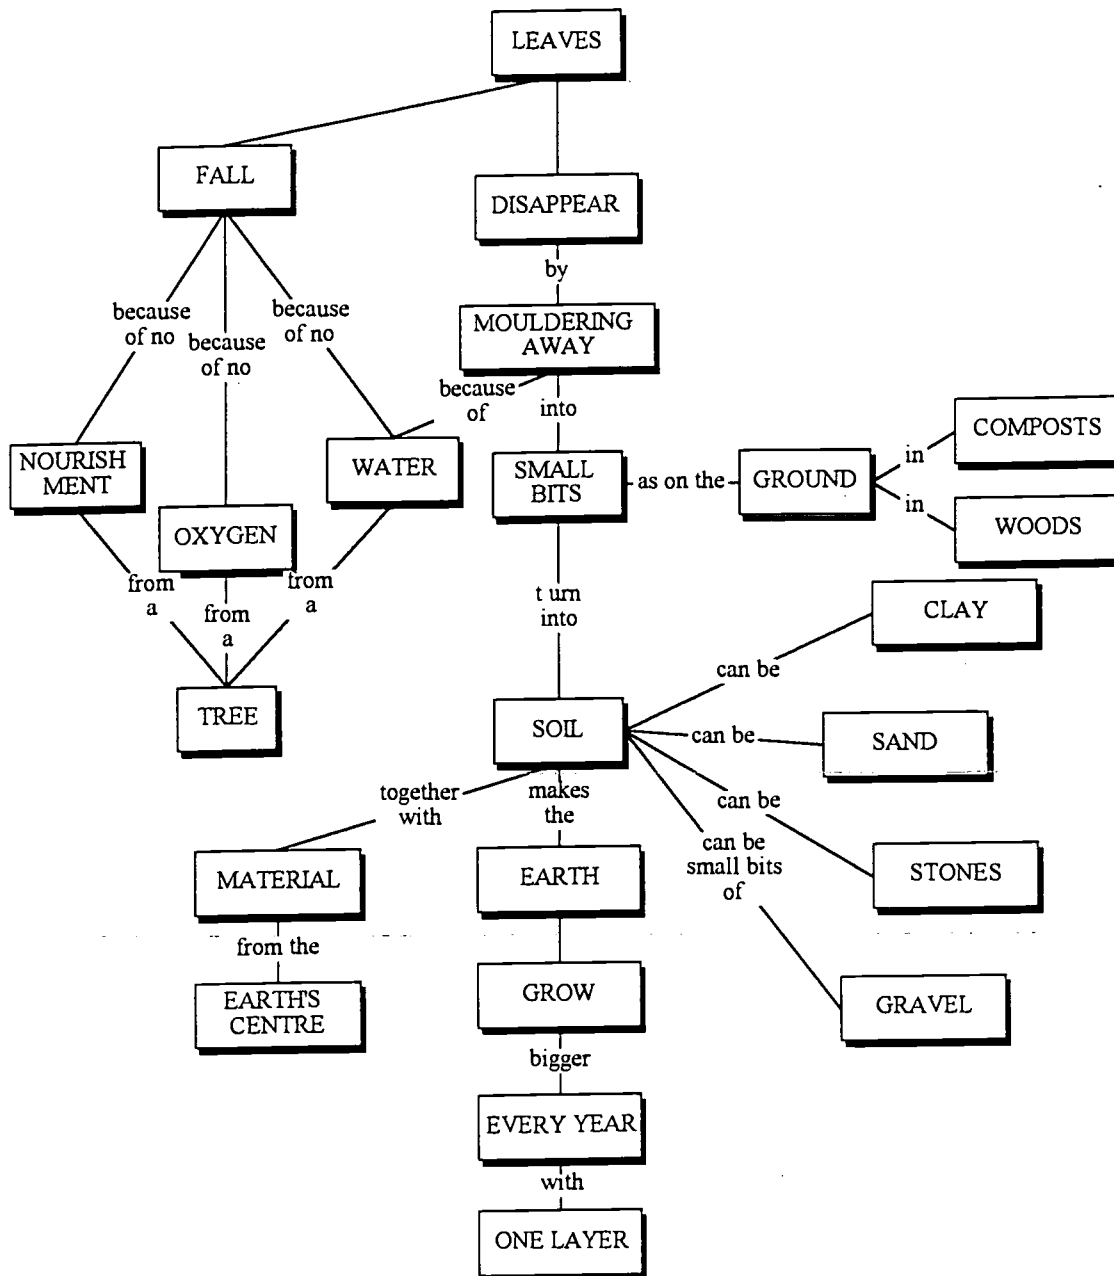 LEAVES
FALL
DISAPPEAR
by
because
of no
because
of no
because
of no
MOULDERING
AWAY
because
of
into
NOURISH
MENT
WATER
SMALL
BITS
as on the
GROUND
in
COMPOSTS
in
WOODS
OXYGEN
from
a
from
a
from
a
t urn
into
TREE
SOIL
can be
CLAY
can be
SAND
can be
STONES
can be
small bits
of
GRAVEL
together
with
makes
the
MATERIAL
EARTH
from the
EARTH'S
CENTRE
GROW
bigger
EVERY YEAR
with
ONE LAYER